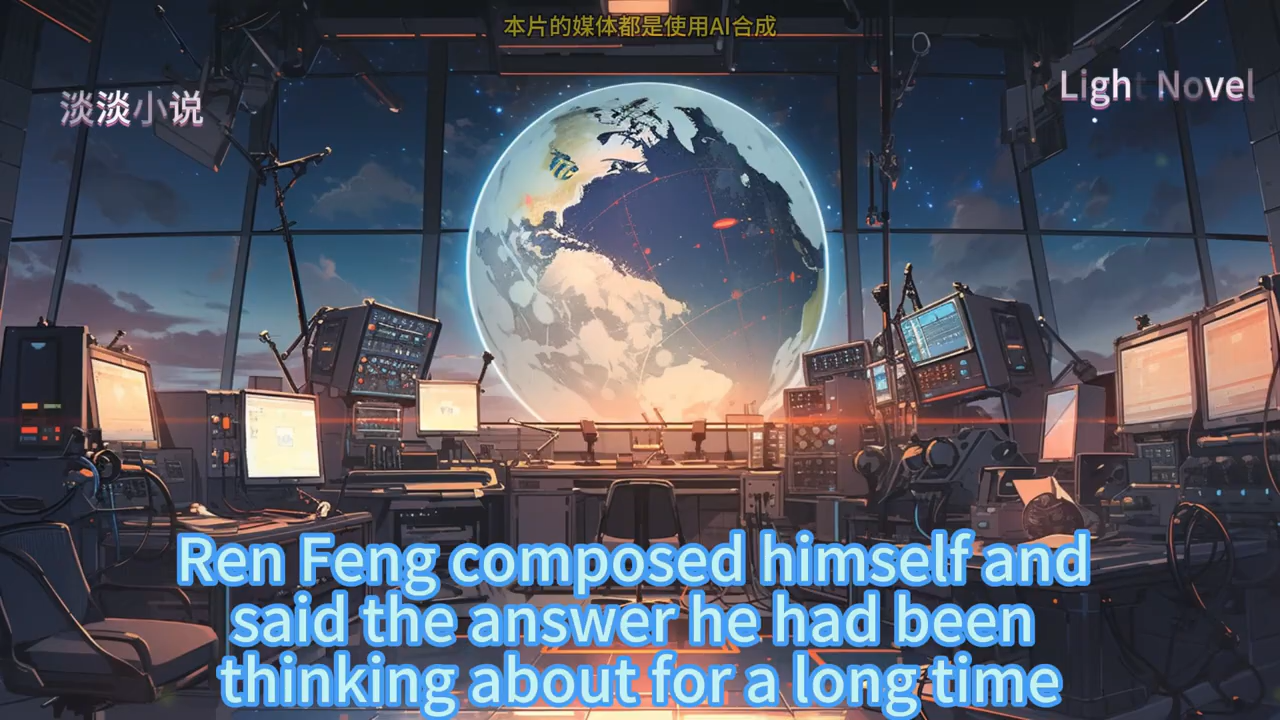 本片的媒体都是使用AI合成
淡淡小说
Light Novel
Ren Feng composed himself and
said the answer he had been
thinking about for a long time